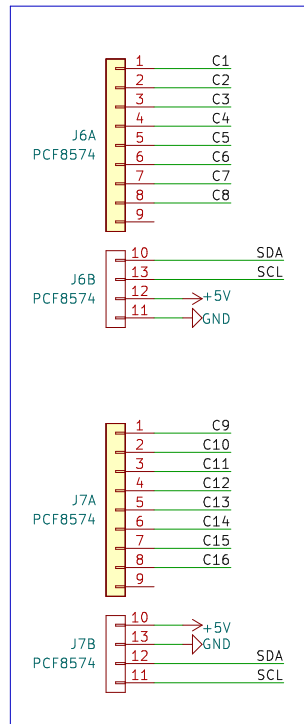 1 C1
2 C2
3 C3
4 C4
J6A
5 C5
PCF8574
6 C6
7 C7
8 C8
9
10 SDA
J6B
13 SCL
PCF8574
12 +5V
11 GND
1 C9
2 C10
3 C11
4 C12
J7A
5 C13
PCF8574
6 C14
7 C15
8 C16
9
10 +5V
J7B
13 GND
PCF8574
12 SDA
11 SCL